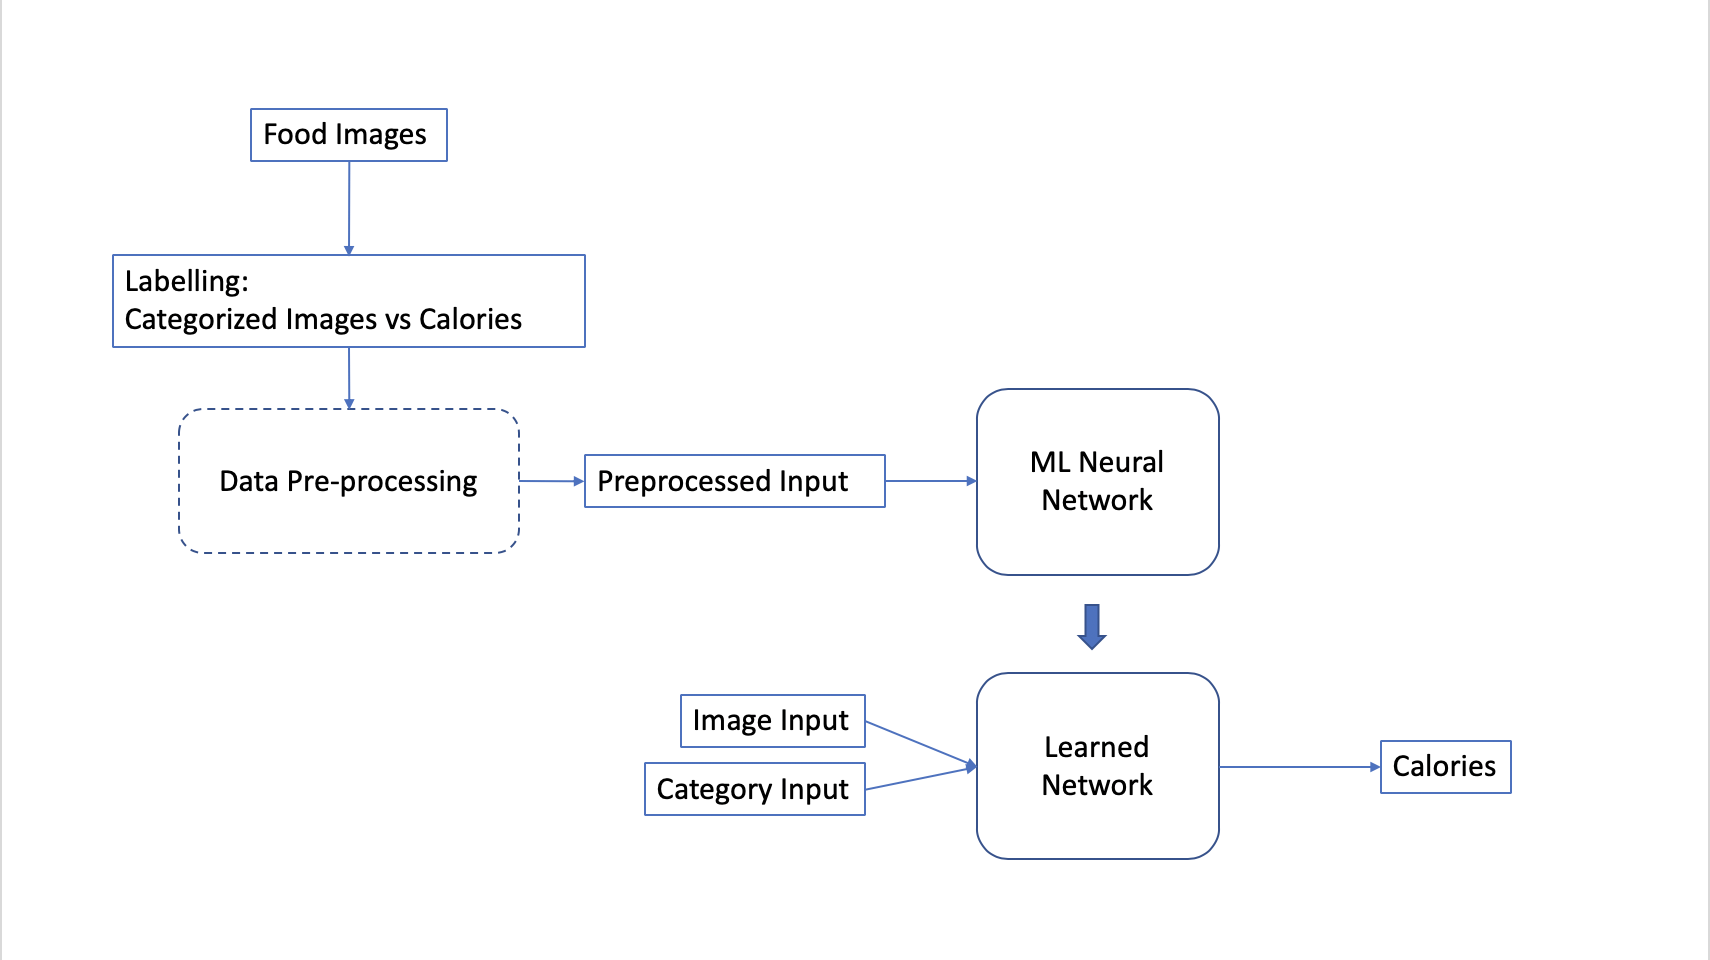 Food Images
Labelling:
Categorized Images vs Calories
Data Pre-processing
Preprocessed Input
ML Neural
Network
Image Input
Category Input
Learned
Network
Calories